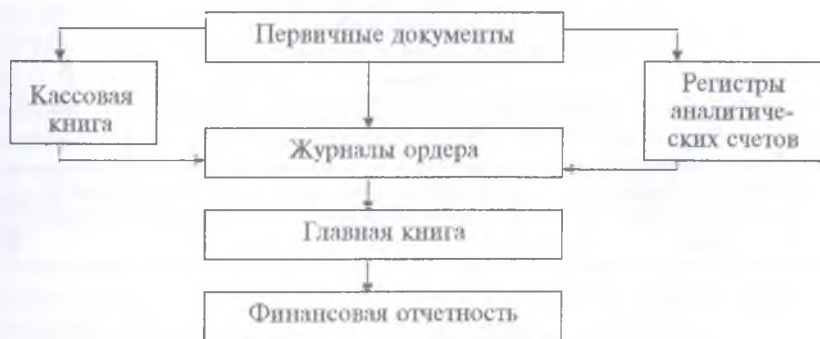 Первичные документы
Кассовая
книга
Регистры
аналитиче-
ских счетов
Журналы ордера
Главная книга
Финансовая отчетность